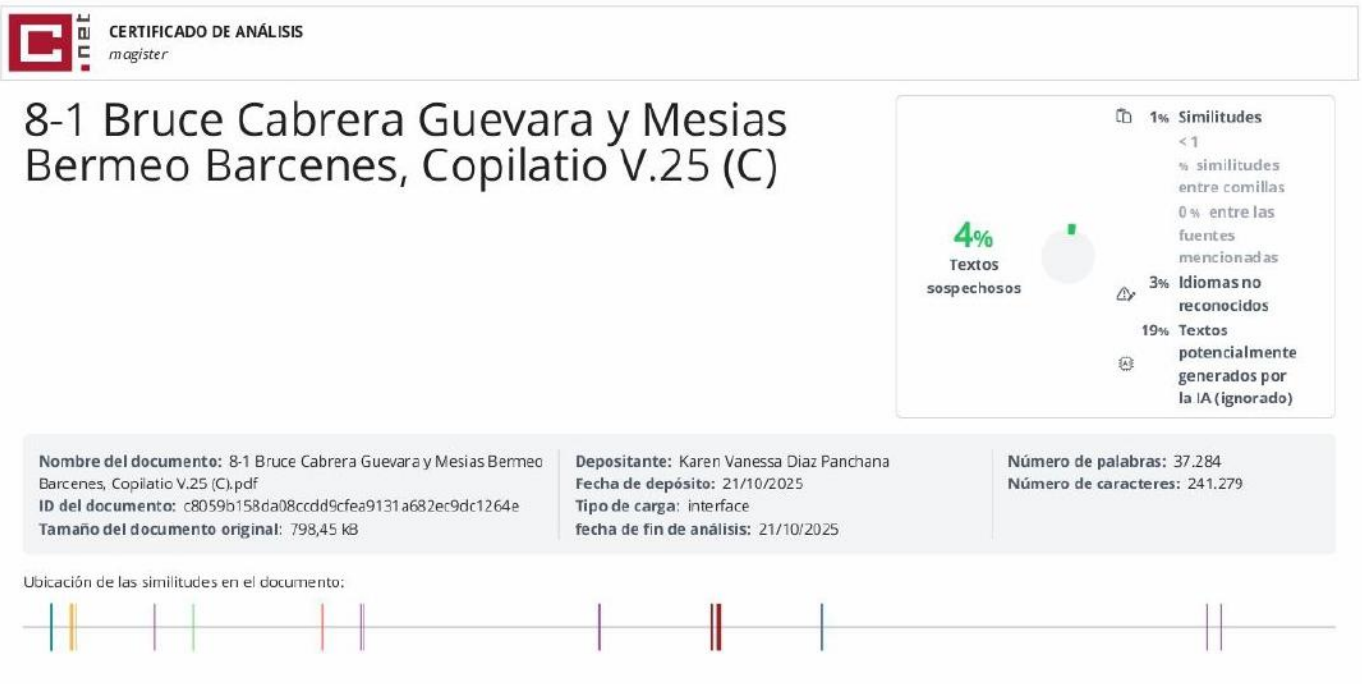 C
.net
CERTIFICADO DE ANÁLISIS
magister
8-1 Bruce Cabrera Guevara y Mesias
Bermeo Barcenes, Copilatio V.25 (C)
4%
Textos
sospechosos
1% Similitudes
< 1
% similitudes
entre comillas
0 % entre las
fuentes
mencionadas
3% Idiomas no
reconocidos
19% Textos
potencialmente
generados por
la IA (ignorado)
Nombre del documento: 8-1 Bruce Cabrera Guevara y Mesias Bermeo
Barcenes, Copilatio V.25 (C).pdf
ID del documento: c8059b158da08ccdd9cfea9131a682ec9dc1264e
Tamaño del documento original: 798,45 kB
Depositante: Karen Vanessa Diaz Panchana
Fecha de depósito: 21/10/2025
Tipo de carga: interface
fecha de fin de análisis: 21/10/2025
Número de palabras: 37.284
Número de caracteres: 241.279
Ubicación de las similitudes en el documento: